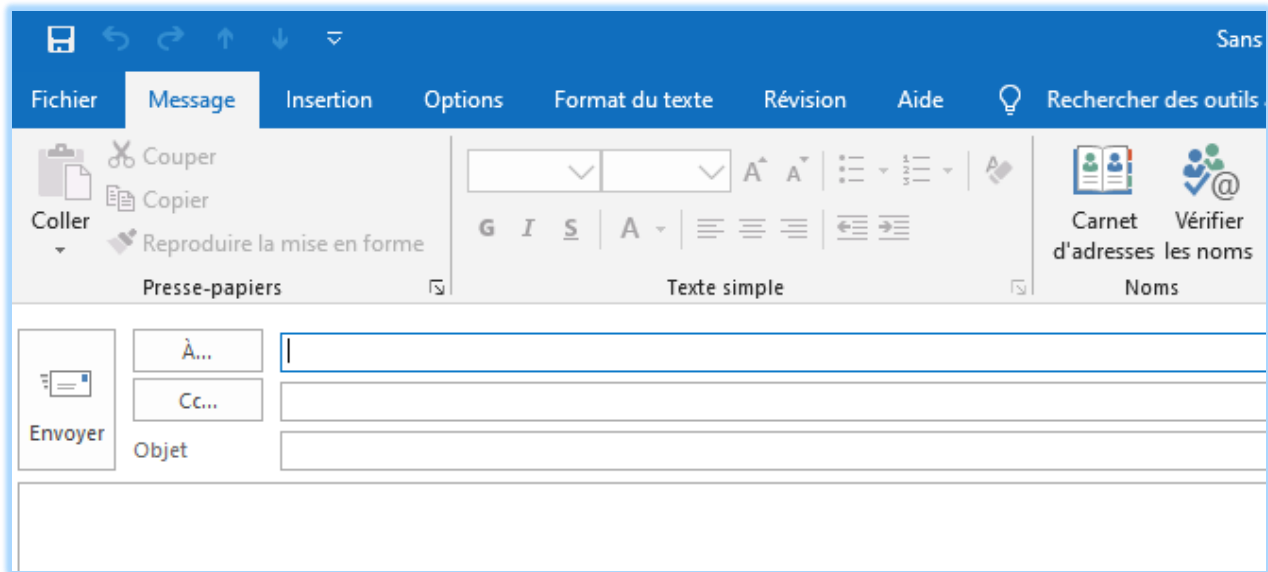 Sans
Fichier Message Insertion Options Format du texte Révision Aide Rechercher des outils
Coller
Couper
Copier
Reproduire la mise en forme
Presse-papiers
G I S A
Texte simple
Carnet d'adresses
Vérifier les noms
Noms
Envoyer
À...
Cc...
Objet